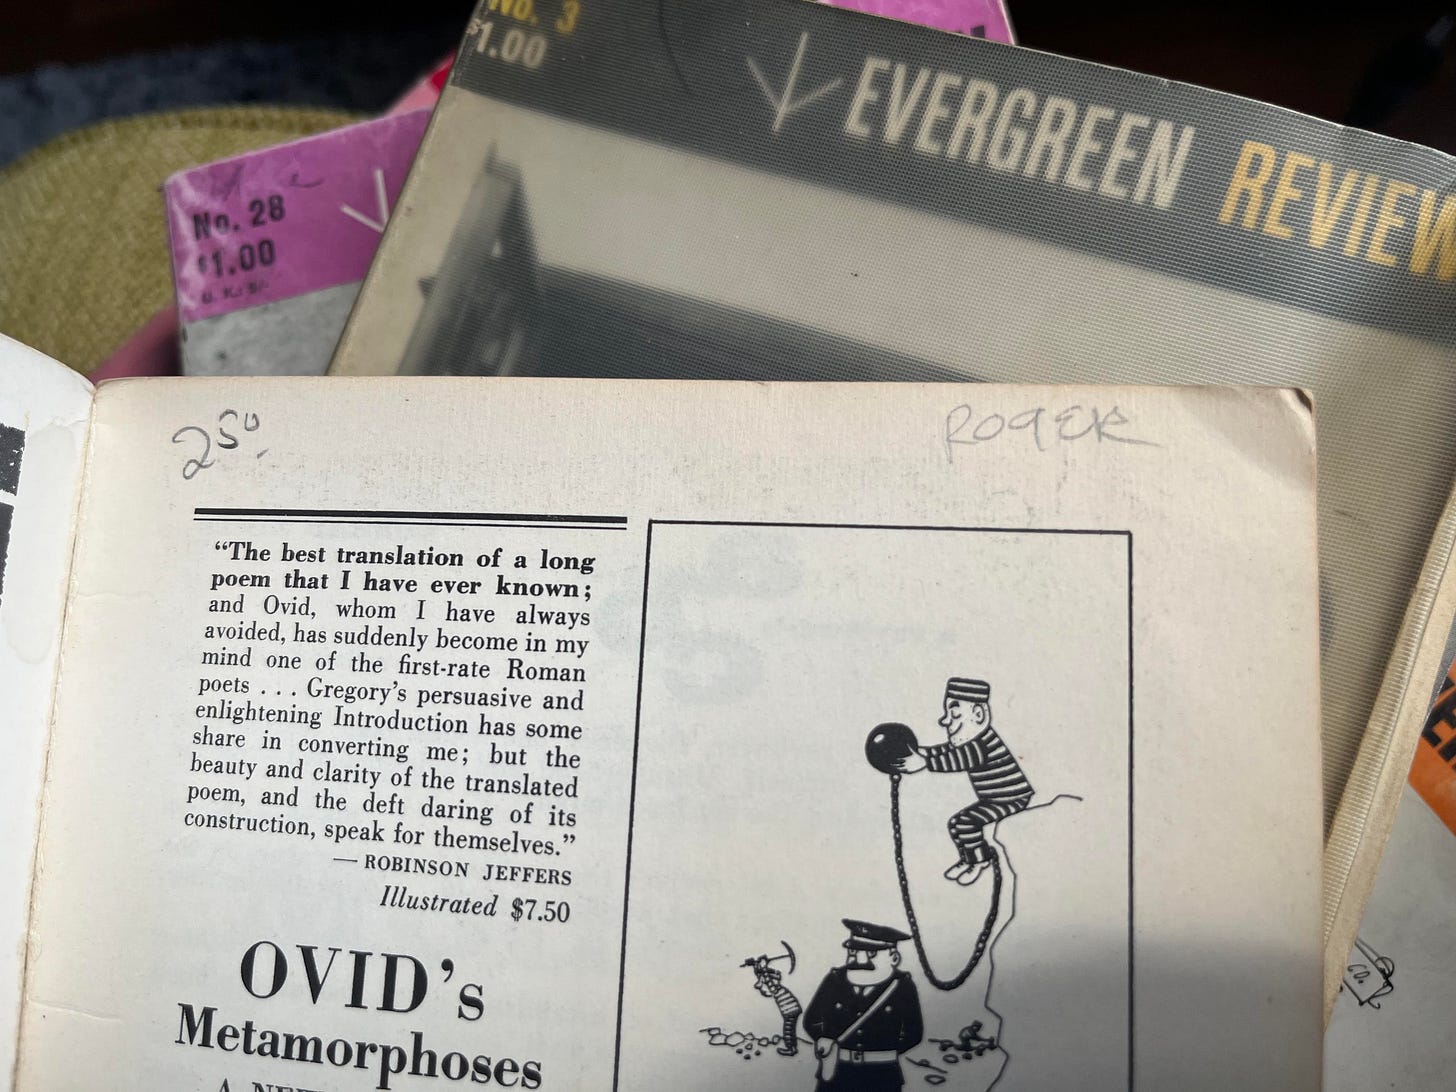 No. 3
$1.00
EVERGREEN REVIEW
No. 28
$1.00
2 50
ROGER
“The best translation of a long
poem that I have ever known;
and Ovid, whom I have always
avoided, has suddenly become in my
mind one of the first-rate Roman
poets . . . Gregory’s persuasive and
enlightening Introduction has some
share in converting me; but the
beauty and clarity of the translated
poem, and the deft daring of its
construction, speak for themselves.”
— ROBINSON JEFFERS
Illustrated $7.50
OVID’s
Metamorphoses
A NEW